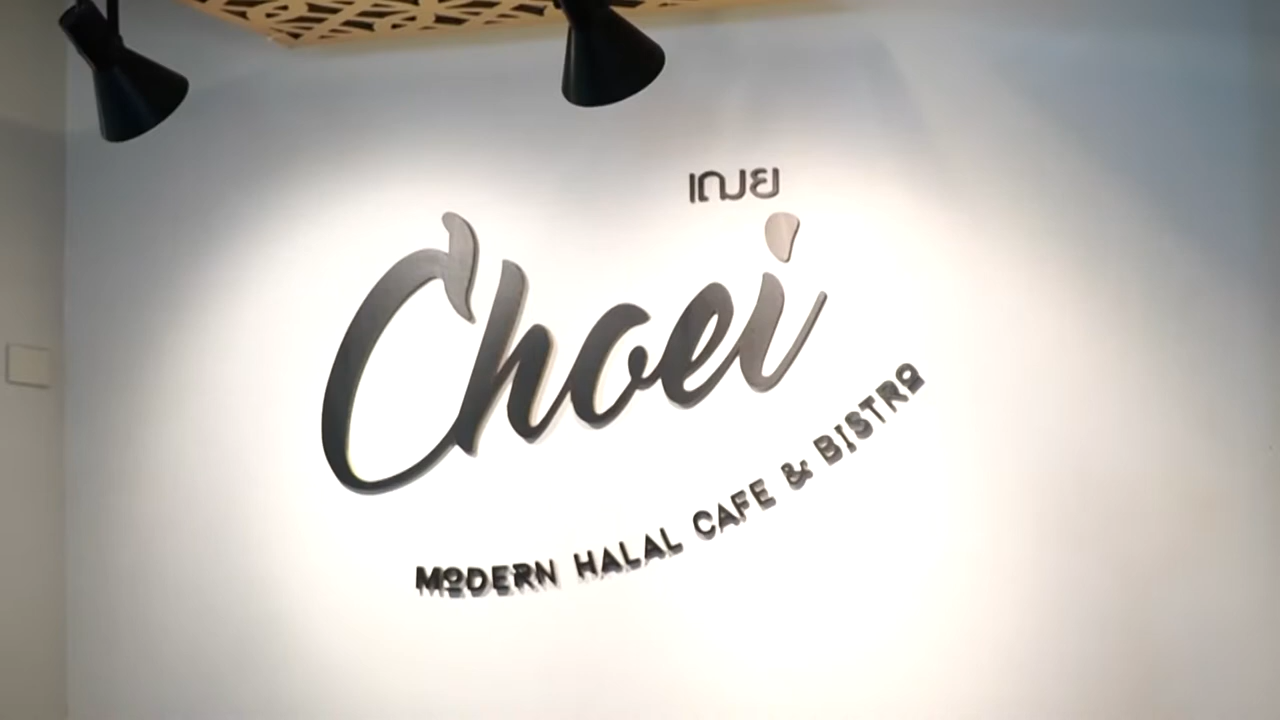 เฌย
Choei
MODERN HALAL CAFE & BISTRO